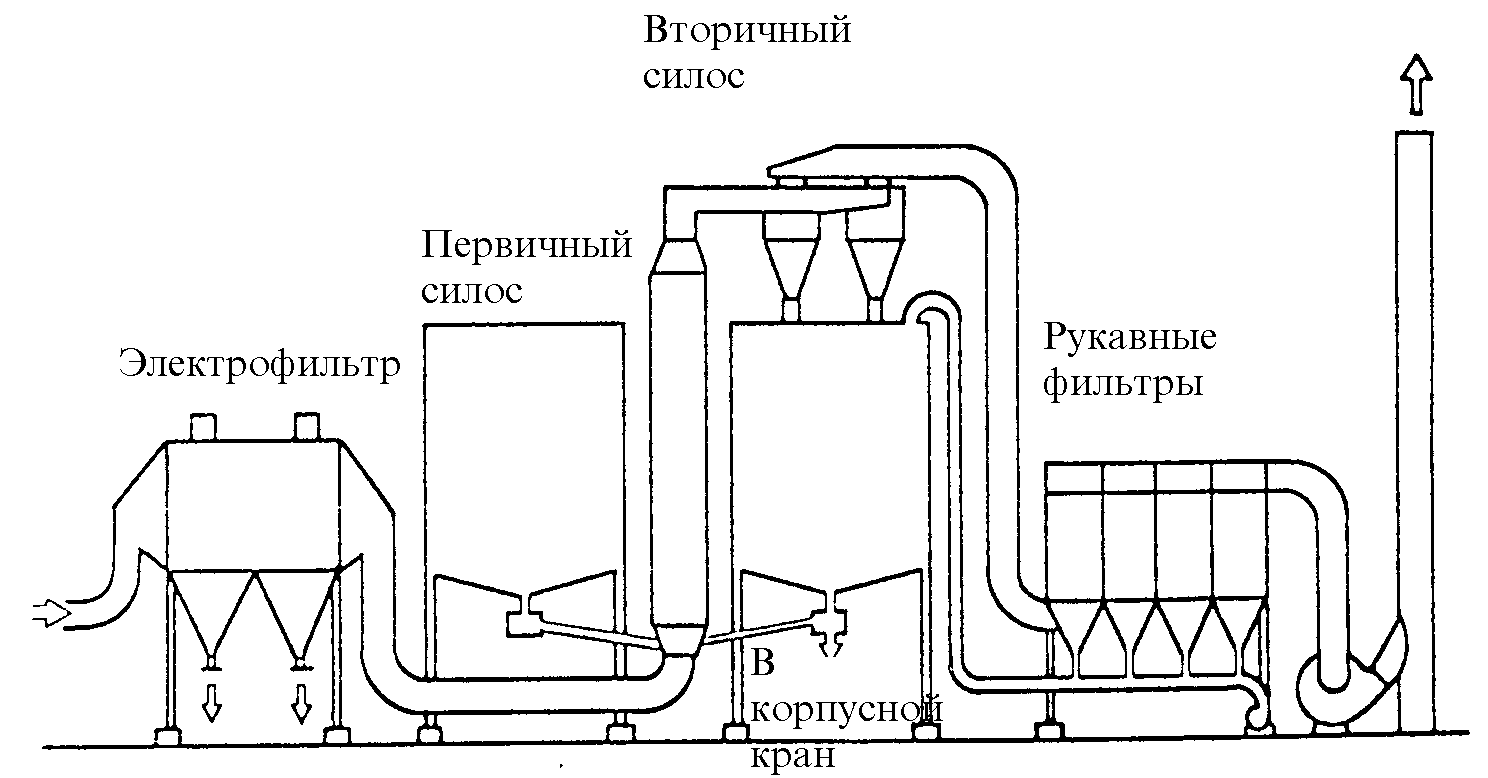 Вторичный
силос
Первичный
силос
Электрофильтр
Рукавные
фильтры
В
корпусной
кран